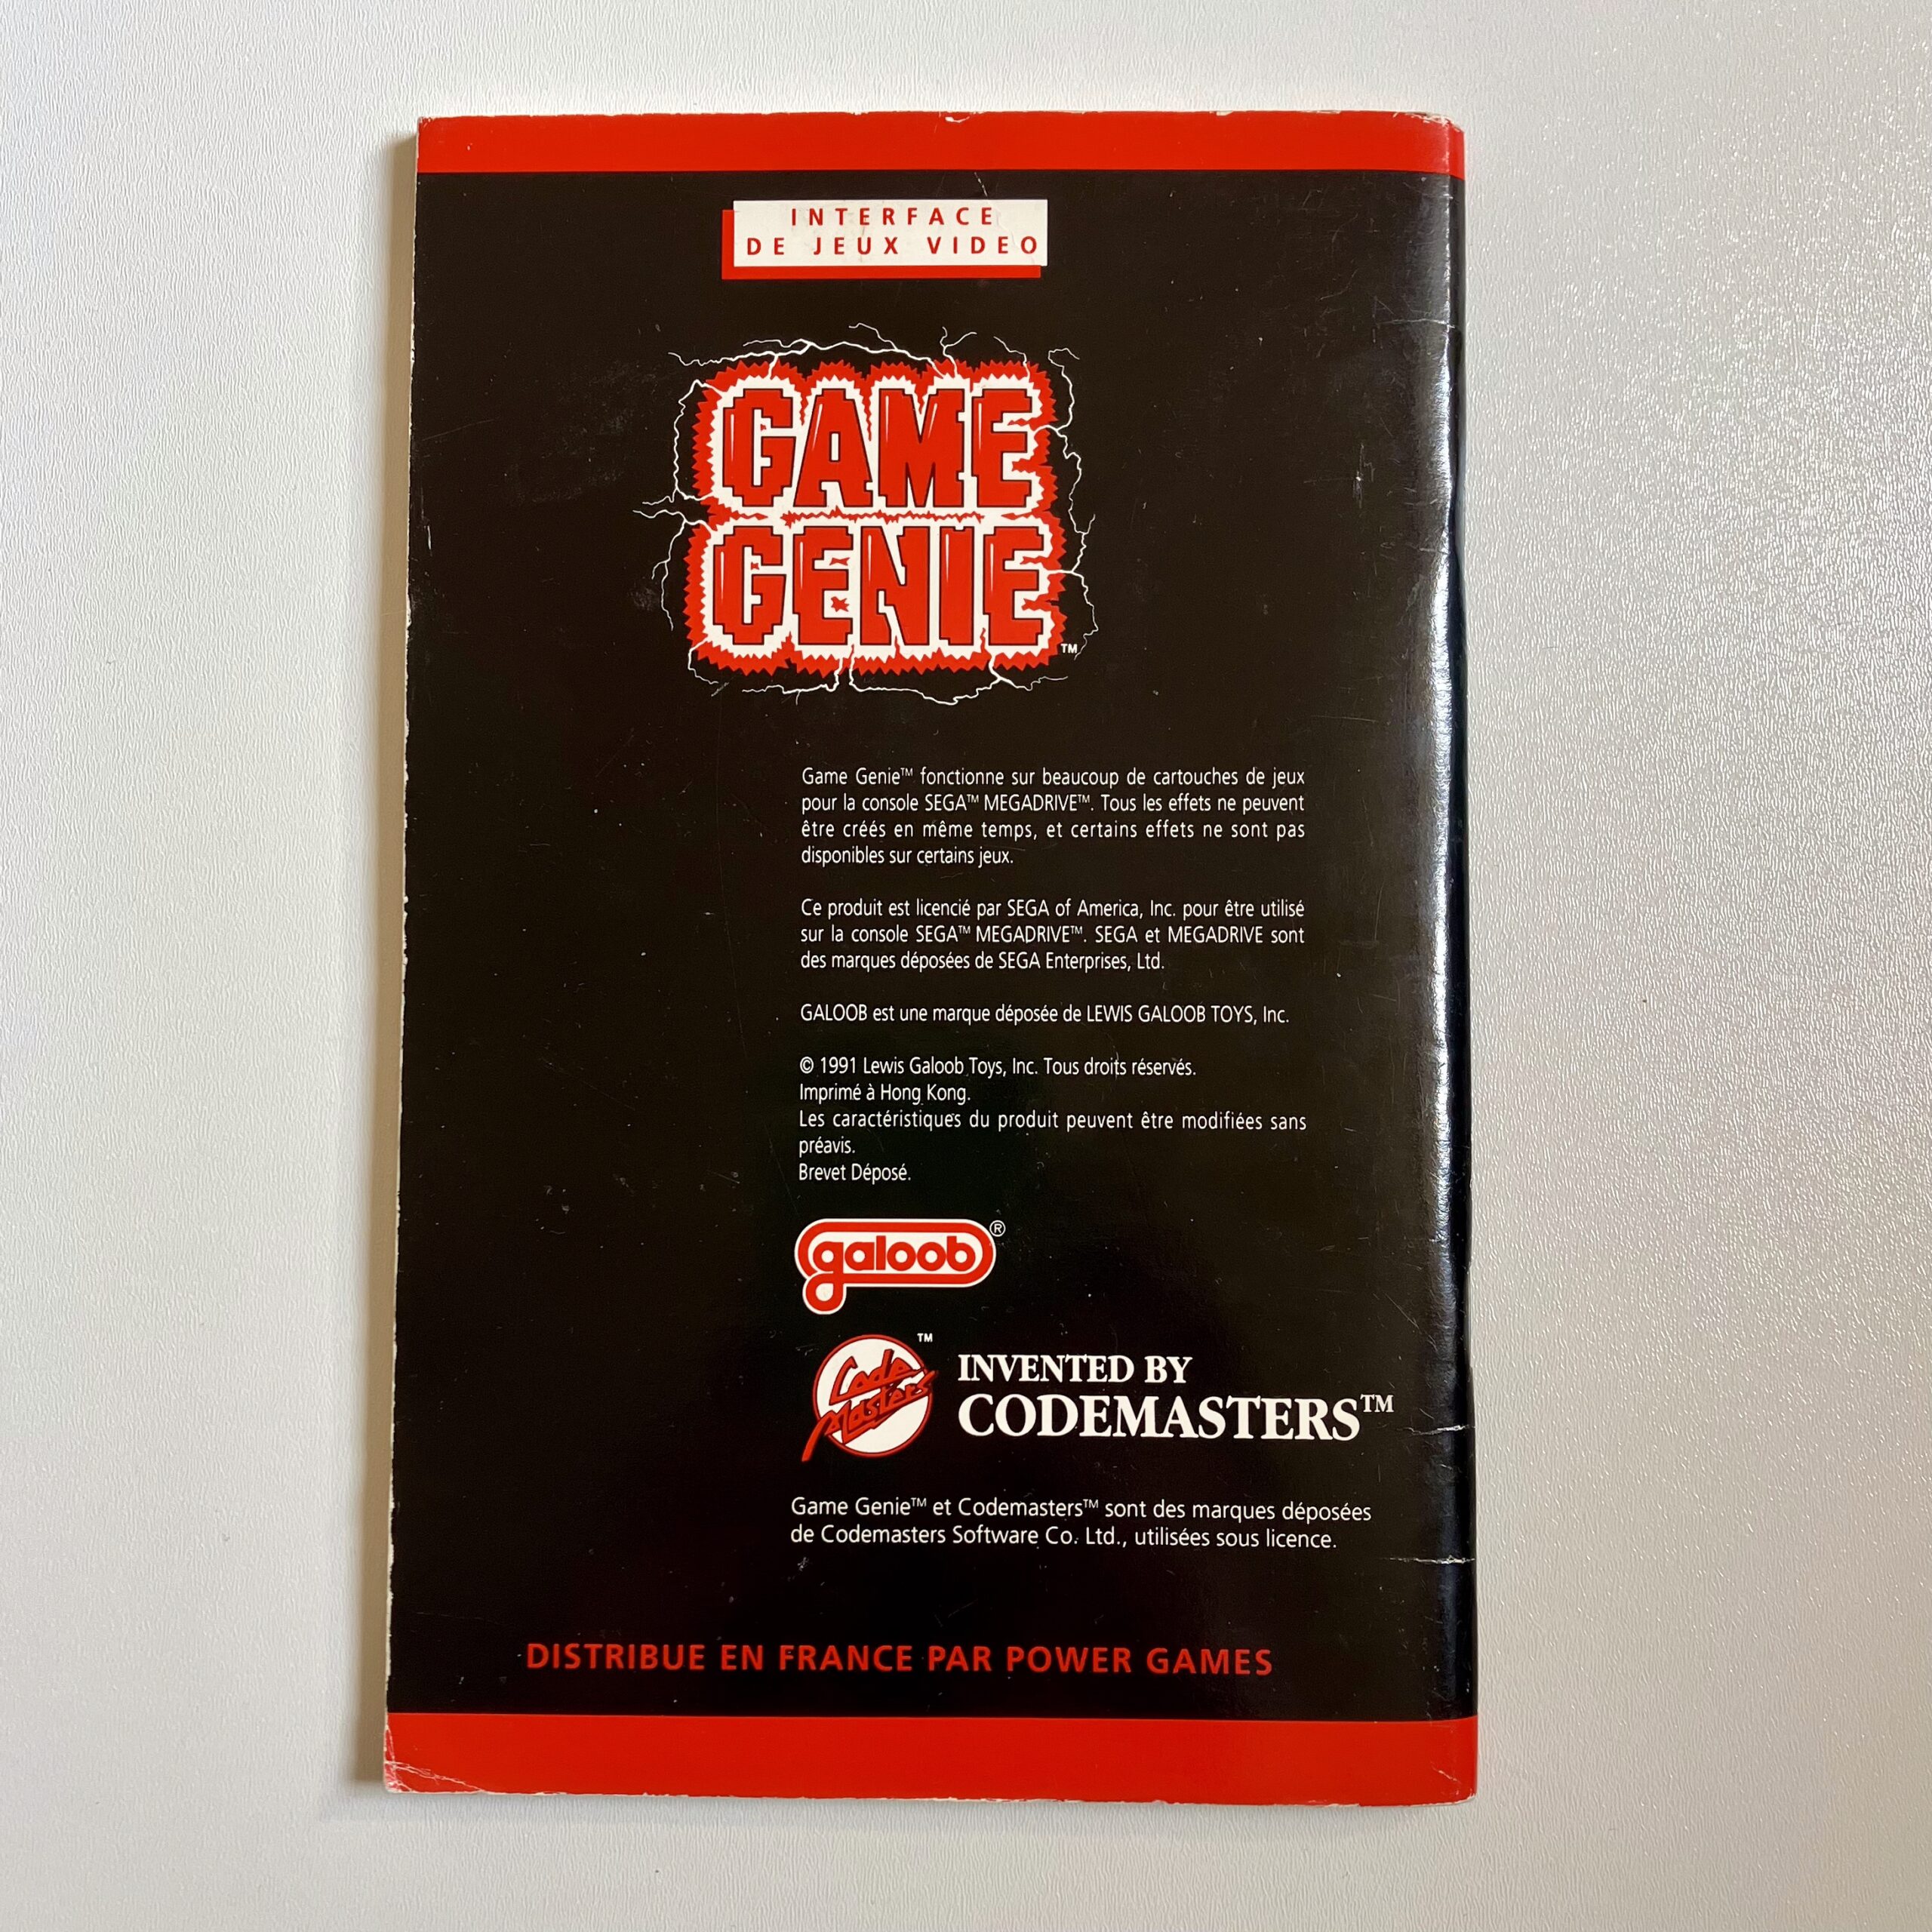 INTERFACE
DE JEUX VIDEO
GAME
GENIE™
Game Genie™ fonctionne sur beaucoup de cartouches de jeux
pour la console SEGA™ MEGADRIVE™. Tous les effets ne peuvent
être créés en même temps, et certains effets ne sont pas
disponibles sur certains jeux.
Ce produit est licencié par SEGA of America, Inc. pour être utilisé
sur la console SEGA™ MEGADRIVE™. SEGA et MEGADRIVE sont
des marques déposées de SEGA Enterprises, Ltd.
GALOOB est une marque déposée de LEWIS GALOOB TOYS, Inc.
© 1991 Lewis Galoob Toys, Inc. Tous droits réservés.
Imprimé à Hong Kong.
Les caractéristiques du produit peuvent être modifiées sans
préavis.
Brevet Déposé.
galoob®
Code
Masters™
INVENTED BY
CODEMASTERS™
Game Genie™ et Codemasters™ sont des marques déposées
de Codemasters Software Co. Ltd., utilisées sous licence.
DISTRIBUE EN FRANCE PAR POWER GAMES